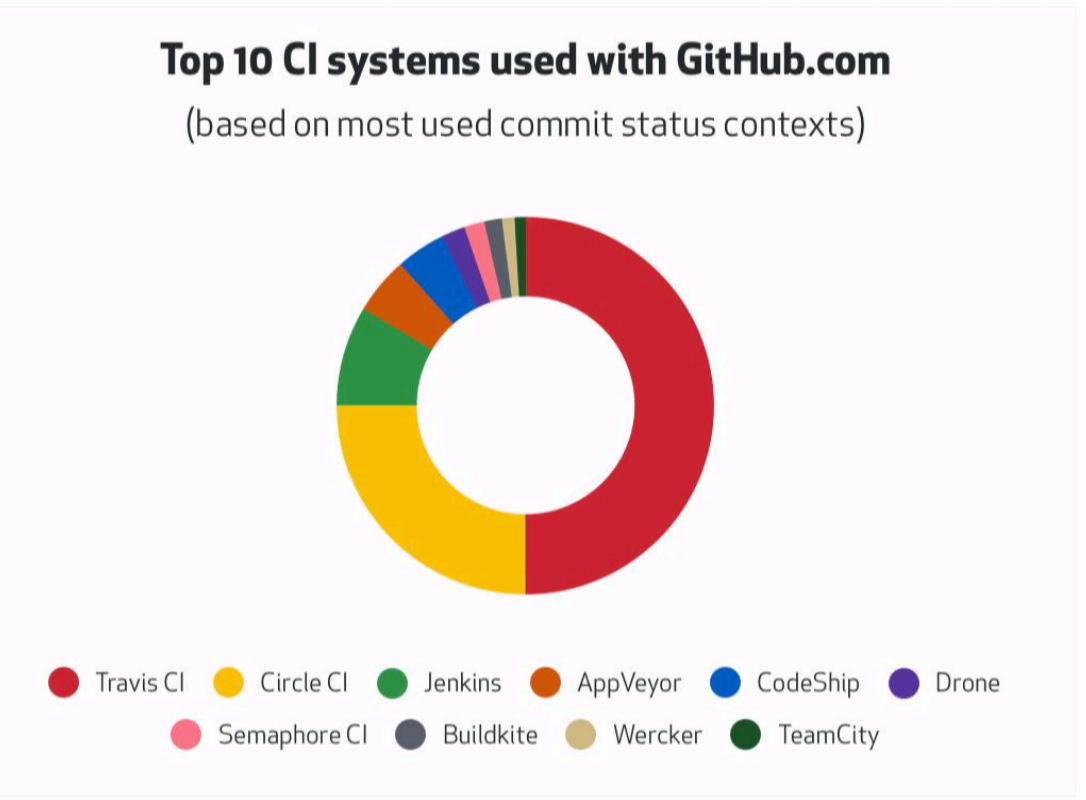 Top 10 CI systems used with GitHub.com
(based on most used commit status contexts)
Travis CI Circle CI Jenkins AppVeyor CodeShip Drone
Semaphore CI Buildkite Wercker TeamCity